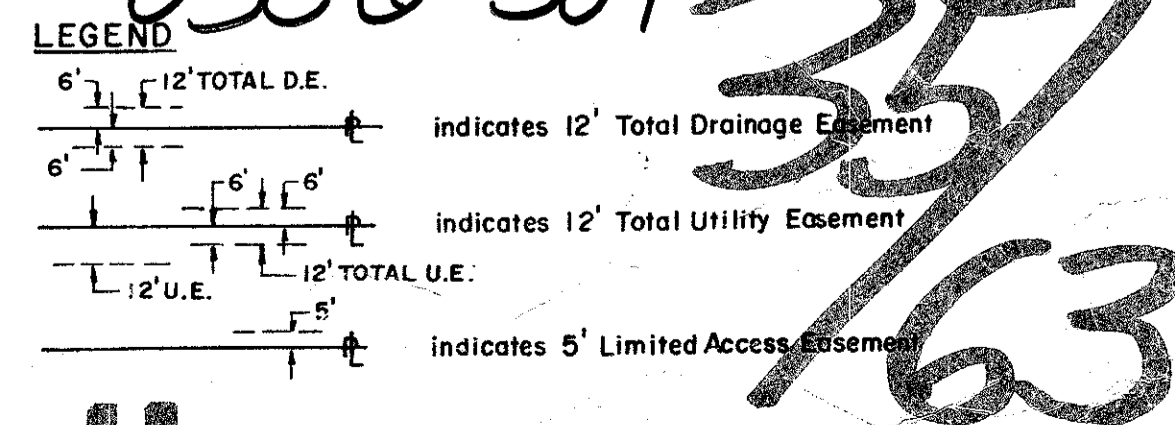 LEGEND
6' 12' TOTAL D.E.
indicates 12' Total Drainage Easement
6'
6' 6'
indicates 12' Total Utility Easement
12' TOTAL U.E.
12' U.E.
5'
indicates 5' Limited Access Easement
35/63